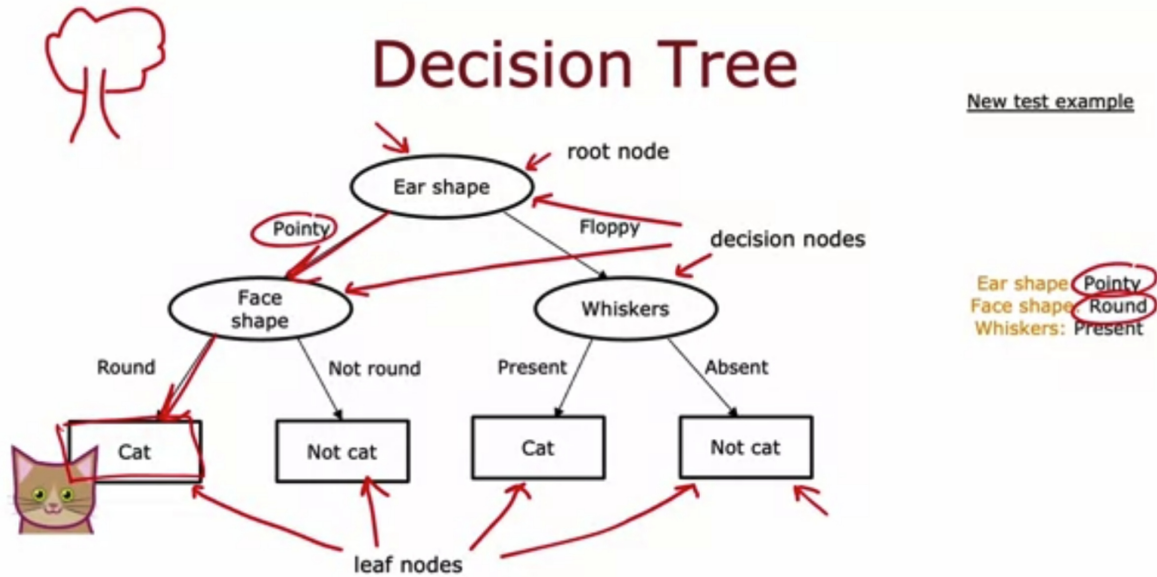 Decision Tree
New test example
root node
Ear shape
Pointy
Floppy
decision nodes
Face
shape
Whiskers
Ear shape: Pointy
Face shape: Round
Whiskers: Present
Round
Not round
Present
Absent
Cat
Not cat
Cat
Not cat
leaf nodes